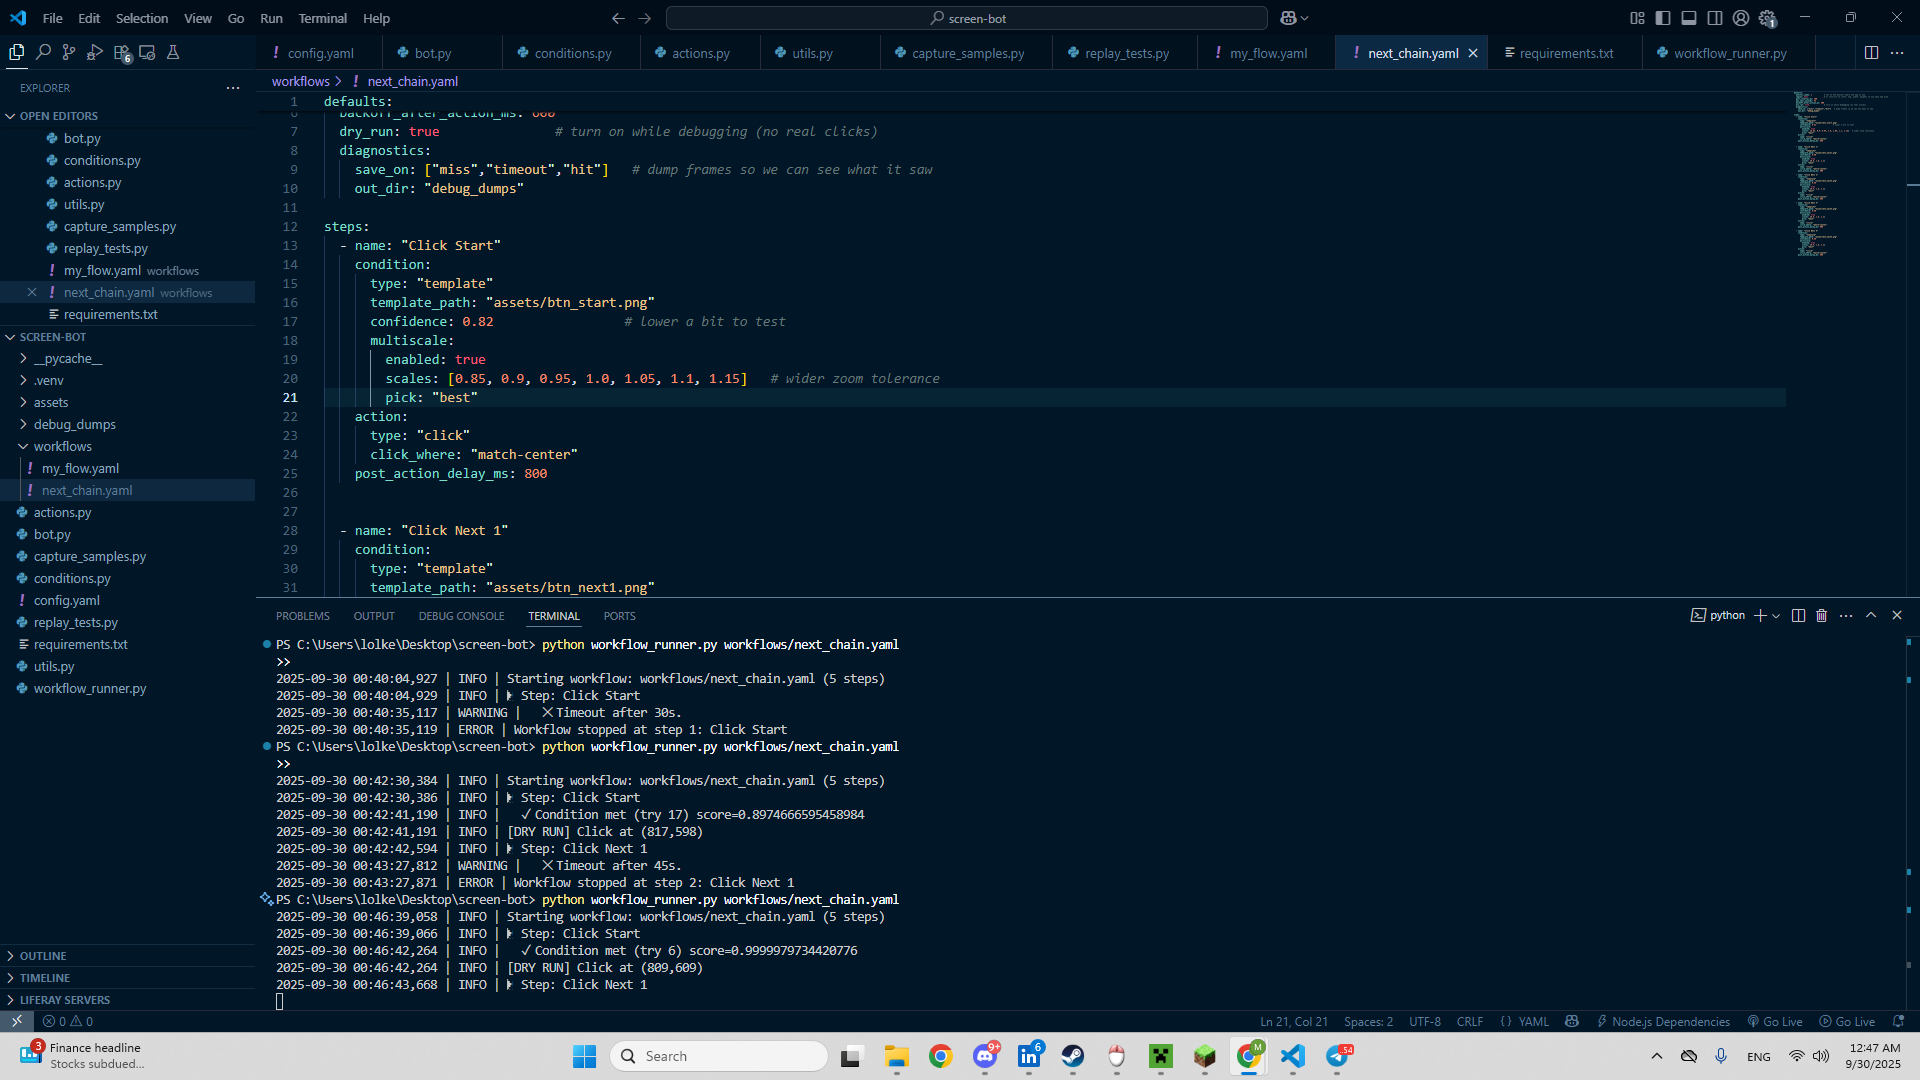 File Edit Selection View Go Run Terminal Help
screen-bot
1
6
config.yaml
bot.py
conditions.py
actions.py
utils.py
capture_samples.py
replay_tests.py
my_flow.yaml
next_chain.yaml
requirements.txt
workflow_runner.py
EXPLORER
OPEN EDITORS
bot.py
conditions.py
actions.py
utils.py
capture_samples.py
replay_tests.py
my_flow.yaml workflows
next_chain.yaml workflows
requirements.txt
SCREEN-BOT
__pycache__
.venv
assets
debug_dumps
workflows
my_flow.yaml
next_chain.yaml
actions.py
bot.py
capture_samples.py
conditions.py
config.yaml
replay_tests.py
requirements.txt
utils.py
workflow_runner.py
OUTLINE
TIMELINE
LIFERAY SERVERS
workflows > ! next_chain.yaml
1 defaults:
6 backoff_after_action_ms: 600
7 dry_run: true # turn on while debugging (no real clicks)
8 diagnostics:
9 save_on: ["miss","timeout","hit"] # dump frames so we can see what it saw
10 out_dir: "debug_dumps"
11
12 steps:
13 - name: "Click Start"
14 condition:
15 type: "template"
16 template_path: "assets/btn_start.png"
17 confidence: 0.82 # lower a bit to test
18 multiscale:
19 enabled: true
20 scales: [0.85, 0.9, 0.95, 1.0, 1.05, 1.1, 1.15] # wider zoom tolerance
21 pick: "best"
22 action:
23 type: "click"
24 click_where: "match-center"
25 post_action_delay_ms: 800
26
27
28 - name: "Click Next 1"
29 condition:
30 type: "template"
31 template_path: "assets/btn_next1.png"
PROBLEMS OUTPUT DEBUG CONSOLE TERMINAL PORTS
python
PS C:\Users\lolke\Desktop\screen-bot> python workflow_runner.py workflows/next_chain.yaml
>>
2025-09-30 00:40:04,927 | INFO | Starting workflow: workflows/next_chain.yaml (5 steps)
2025-09-30 00:40:04,929 | INFO | Step: Click Start
2025-09-30 00:40:35,117 | WARNING | ✕ Timeout after 30s.
2025-09-30 00:40:35,119 | ERROR | Workflow stopped at step 1: Click Start
PS C:\Users\lolke\Desktop\screen-bot> python workflow_runner.py workflows/next_chain.yaml
>>
2025-09-30 00:42:30,384 | INFO | Starting workflow: workflows/next_chain.yaml (5 steps)
2025-09-30 00:42:30,386 | INFO | Step: Click Start
2025-09-30 00:42:41,190 | INFO | ✓ Condition met (try 17) score=0.8974666595458984
2025-09-30 00:42:41,191 | INFO | [DRY RUN] Click at (817,598)
2025-09-30 00:42:42,594 | INFO | Step: Click Next 1
2025-09-30 00:43:27,812 | WARNING | ✕ Timeout after 45s.
2025-09-30 00:43:27,871 | ERROR | Workflow stopped at step 2: Click Next 1
PS C:\Users\lolke\Desktop\screen-bot> python workflow_runner.py workflows/next_chain.yaml
2025-09-30 00:46:39,058 | INFO | Starting workflow: workflows/next_chain.yaml (5 steps)
2025-09-30 00:46:39,066 | INFO | Step: Click Start
2025-09-30 00:46:42,264 | INFO | ✓ Condition met (try 6) score=0.9999979734420776
2025-09-30 00:46:42,264 | INFO | [DRY RUN] Click at (809,609)
2025-09-30 00:46:43,668 | INFO | Step: Click Next 1
0 0
Ln 21, Col 21 Spaces: 2 UTF-8 CRLF {} YAML Node.js Dependencies Go Live Go Live
3
Finance headline
Stocks subdued...
Search
9+
6
M
54
ENG
12:47 AM
9/30/2025